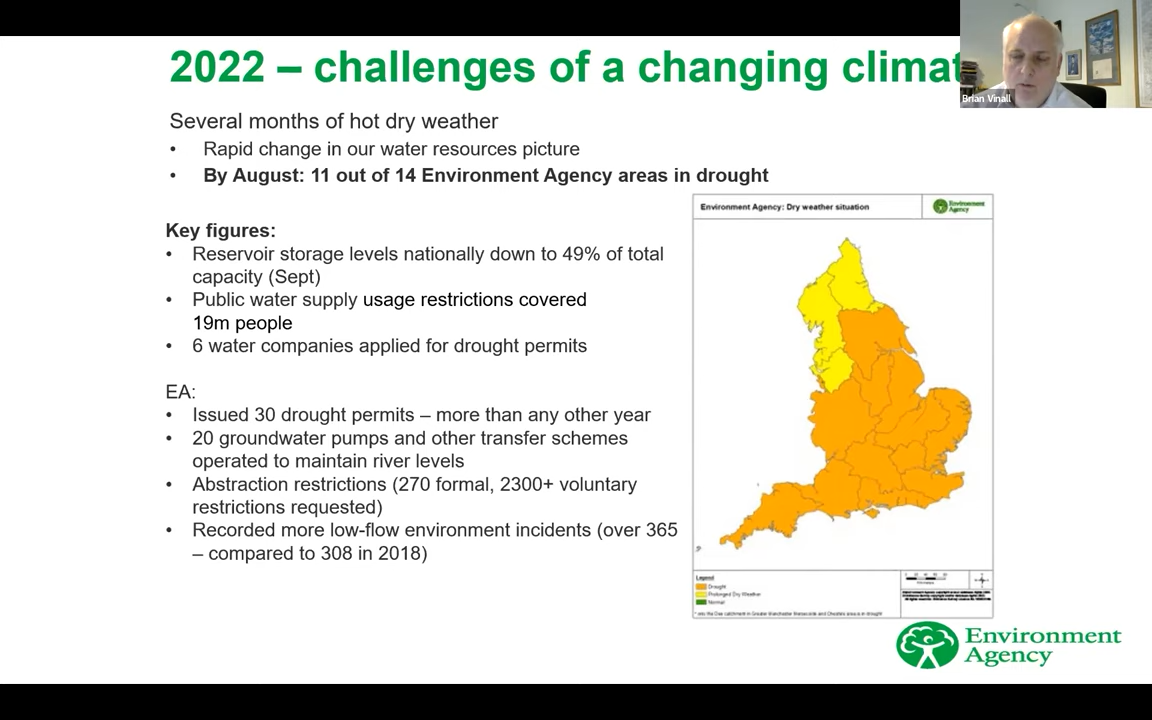 2022 – challenges of a changing climat
Brian Vinall
Several months of hot dry weather
• Rapid change in our water resources picture
• By August: 11 out of 14 Environment Agency areas in drought
Key figures:
• Reservoir storage levels nationally down to 49% of total
capacity (Sept)
• Public water supply usage restrictions covered
19m people
• 6 water companies applied for drought permits
EA:
• Issued 30 drought permits – more than any other year
• 20 groundwater pumps and other transfer schemes
operated to maintain river levels
• Abstraction restrictions (270 formal, 2300+ voluntary
restrictions requested)
• Recorded more low-flow environment incidents (over 365
– compared to 308 in 2018)
Environment Agency: Dry weather situation
Environment
Agency
Legend
Drought
Prolonged Dry Weather
Normal
Environment
Agency